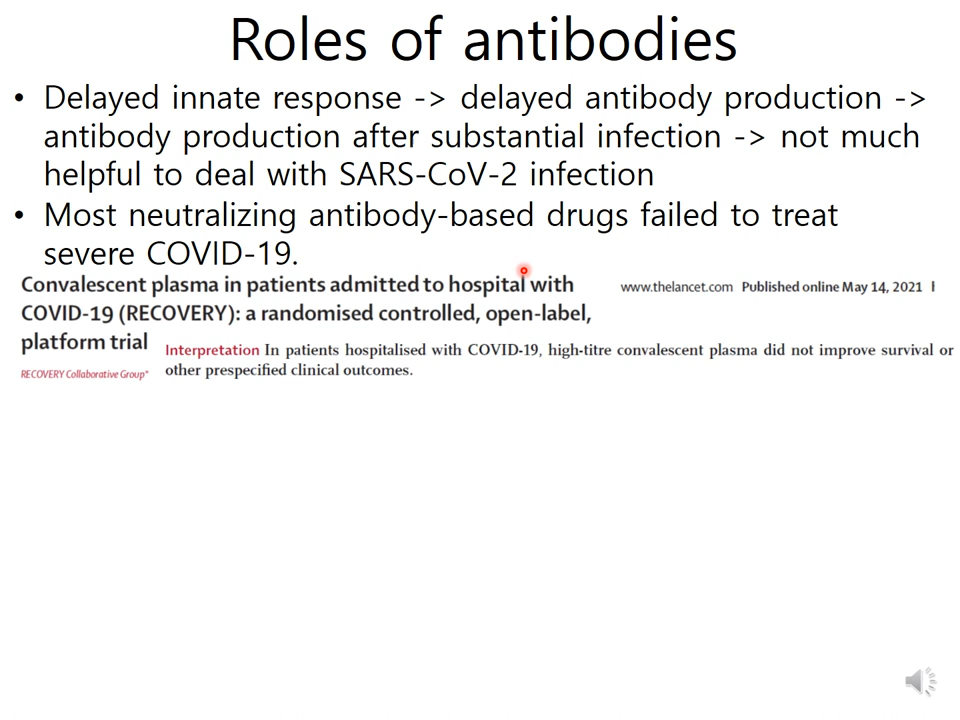 Roles of antibodies
• Delayed innate response -> delayed antibody production ->
antibody production after substantial infection -> not much
helpful to deal with SARS-CoV-2 infection
• Most neutralizing antibody-based drugs failed to treat
severe COVID-19.
Convalescent plasma in patients admitted to hospital with
COVID-19 (RECOVERY): a randomised controlled, open-label,
platform trial
RECOVERY Collaborative Group*
www.thelancet.com Published online May 14, 2021
Interpretation In patients hospitalised with COVID-19, high-titre convalescent plasma did not improve survival or
other prespecified clinical outcomes.